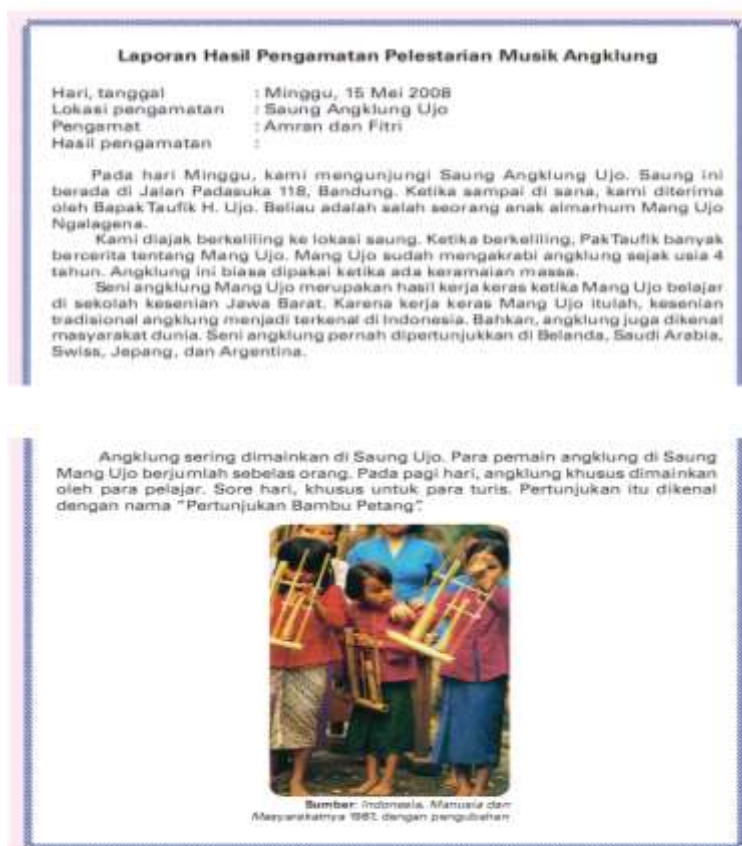 Laporan Hasil Pengamatan Pelestarian Musik Angklung
Hari, tanggal : Minggu, 15 Mei 2008
Lokasi pengamatan : Saung Angklung Ujo
Pengamat : Amran dan Fitri
Hasil pengamatan :
Pada hari Minggu, kami mengunjungi Saung Angklung Ujo. Saung ini
berada di Jalan Padasuka 118, Bandung. Ketika sampai di sana, kami diterima
oleh Bapak Taufik H. Ujo. Beliau adalah salah seorang anak almarhum Mang Ujo
Ngalagena.
Kami diajak berkeliling ke lokasi saung. Ketika berkeliling, Pak Taufik banyak
bercerita tentang Mang Ujo. Mang Ujo sudah mengakrabi angklung sejak usia 4
tahun. Angklung ini biasa dipakai ketika ada keramaian massa.
Seni angklung Mang Ujo merupakan hasil kerja keras ketika Mang Ujo belajar
di sekolah kesenian Jawa Barat. Karena kerja keras Mang Ujo itulah, kesenian
tradisional angklung menjadi terkenal di Indonesia. Bahkan, angklung juga dikenal
masyarakat dunia. Seni angklung pernah dipertunjukkan di Belanda, Saudi Arabia,
Swiss, Jepang, dan Argentina.
Angklung sering dimainkan di Saung Ujo. Para pemain angklung di Saung
Mang Ujo berjumlah sebelas orang. Pada pagi hari, angklung khusus dimainkan
oleh para pelajar. Sore hari, khusus untuk para turis. Pertunjukan itu dikenal
dengan nama "Pertunjukan Bambu Petang".
Sumber: Indonesia, Manusia dan
Masyarakatnya 1987, dengan pengubahan